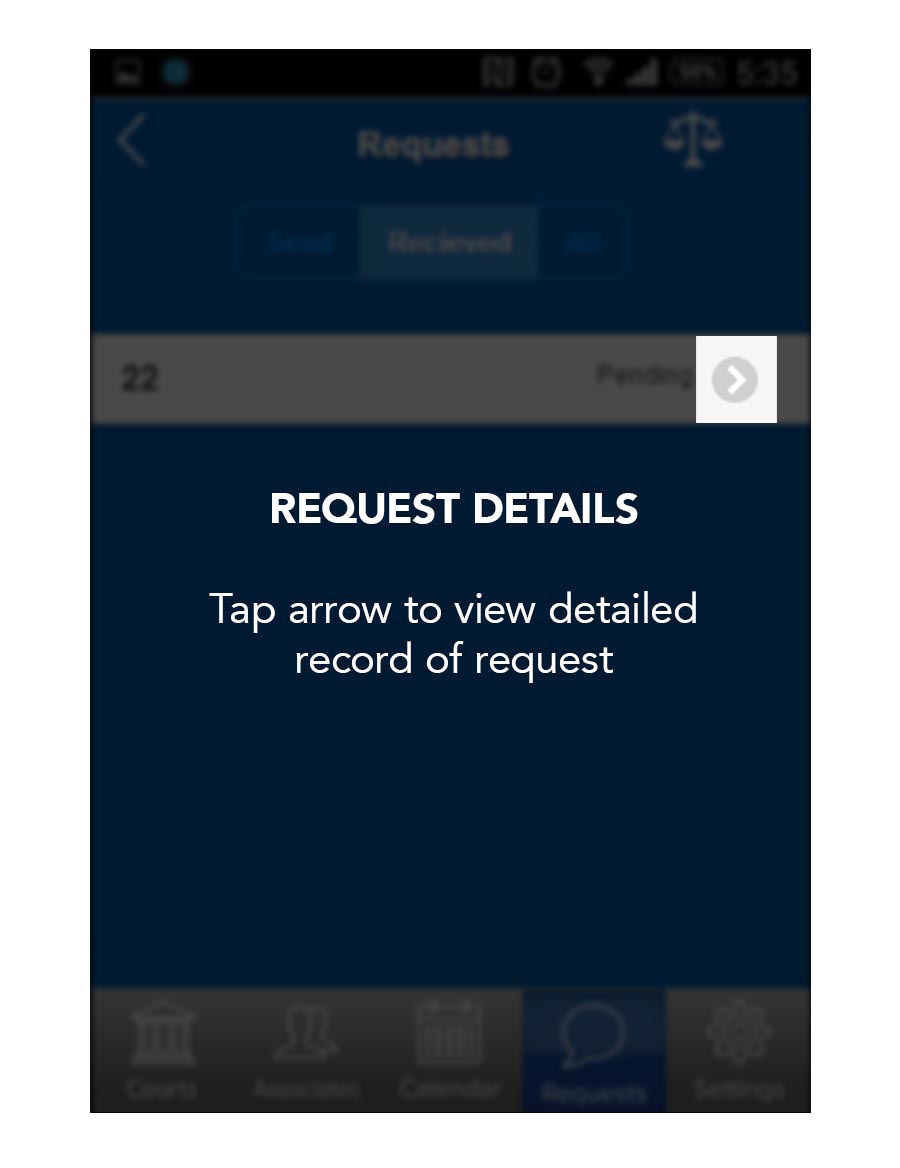 98% 5:35
Requests
Send Recieved All
22 Pending
REQUEST DETAILS
Tap arrow to view detailed
record of request
Courts Associates Calendar Requests Settings